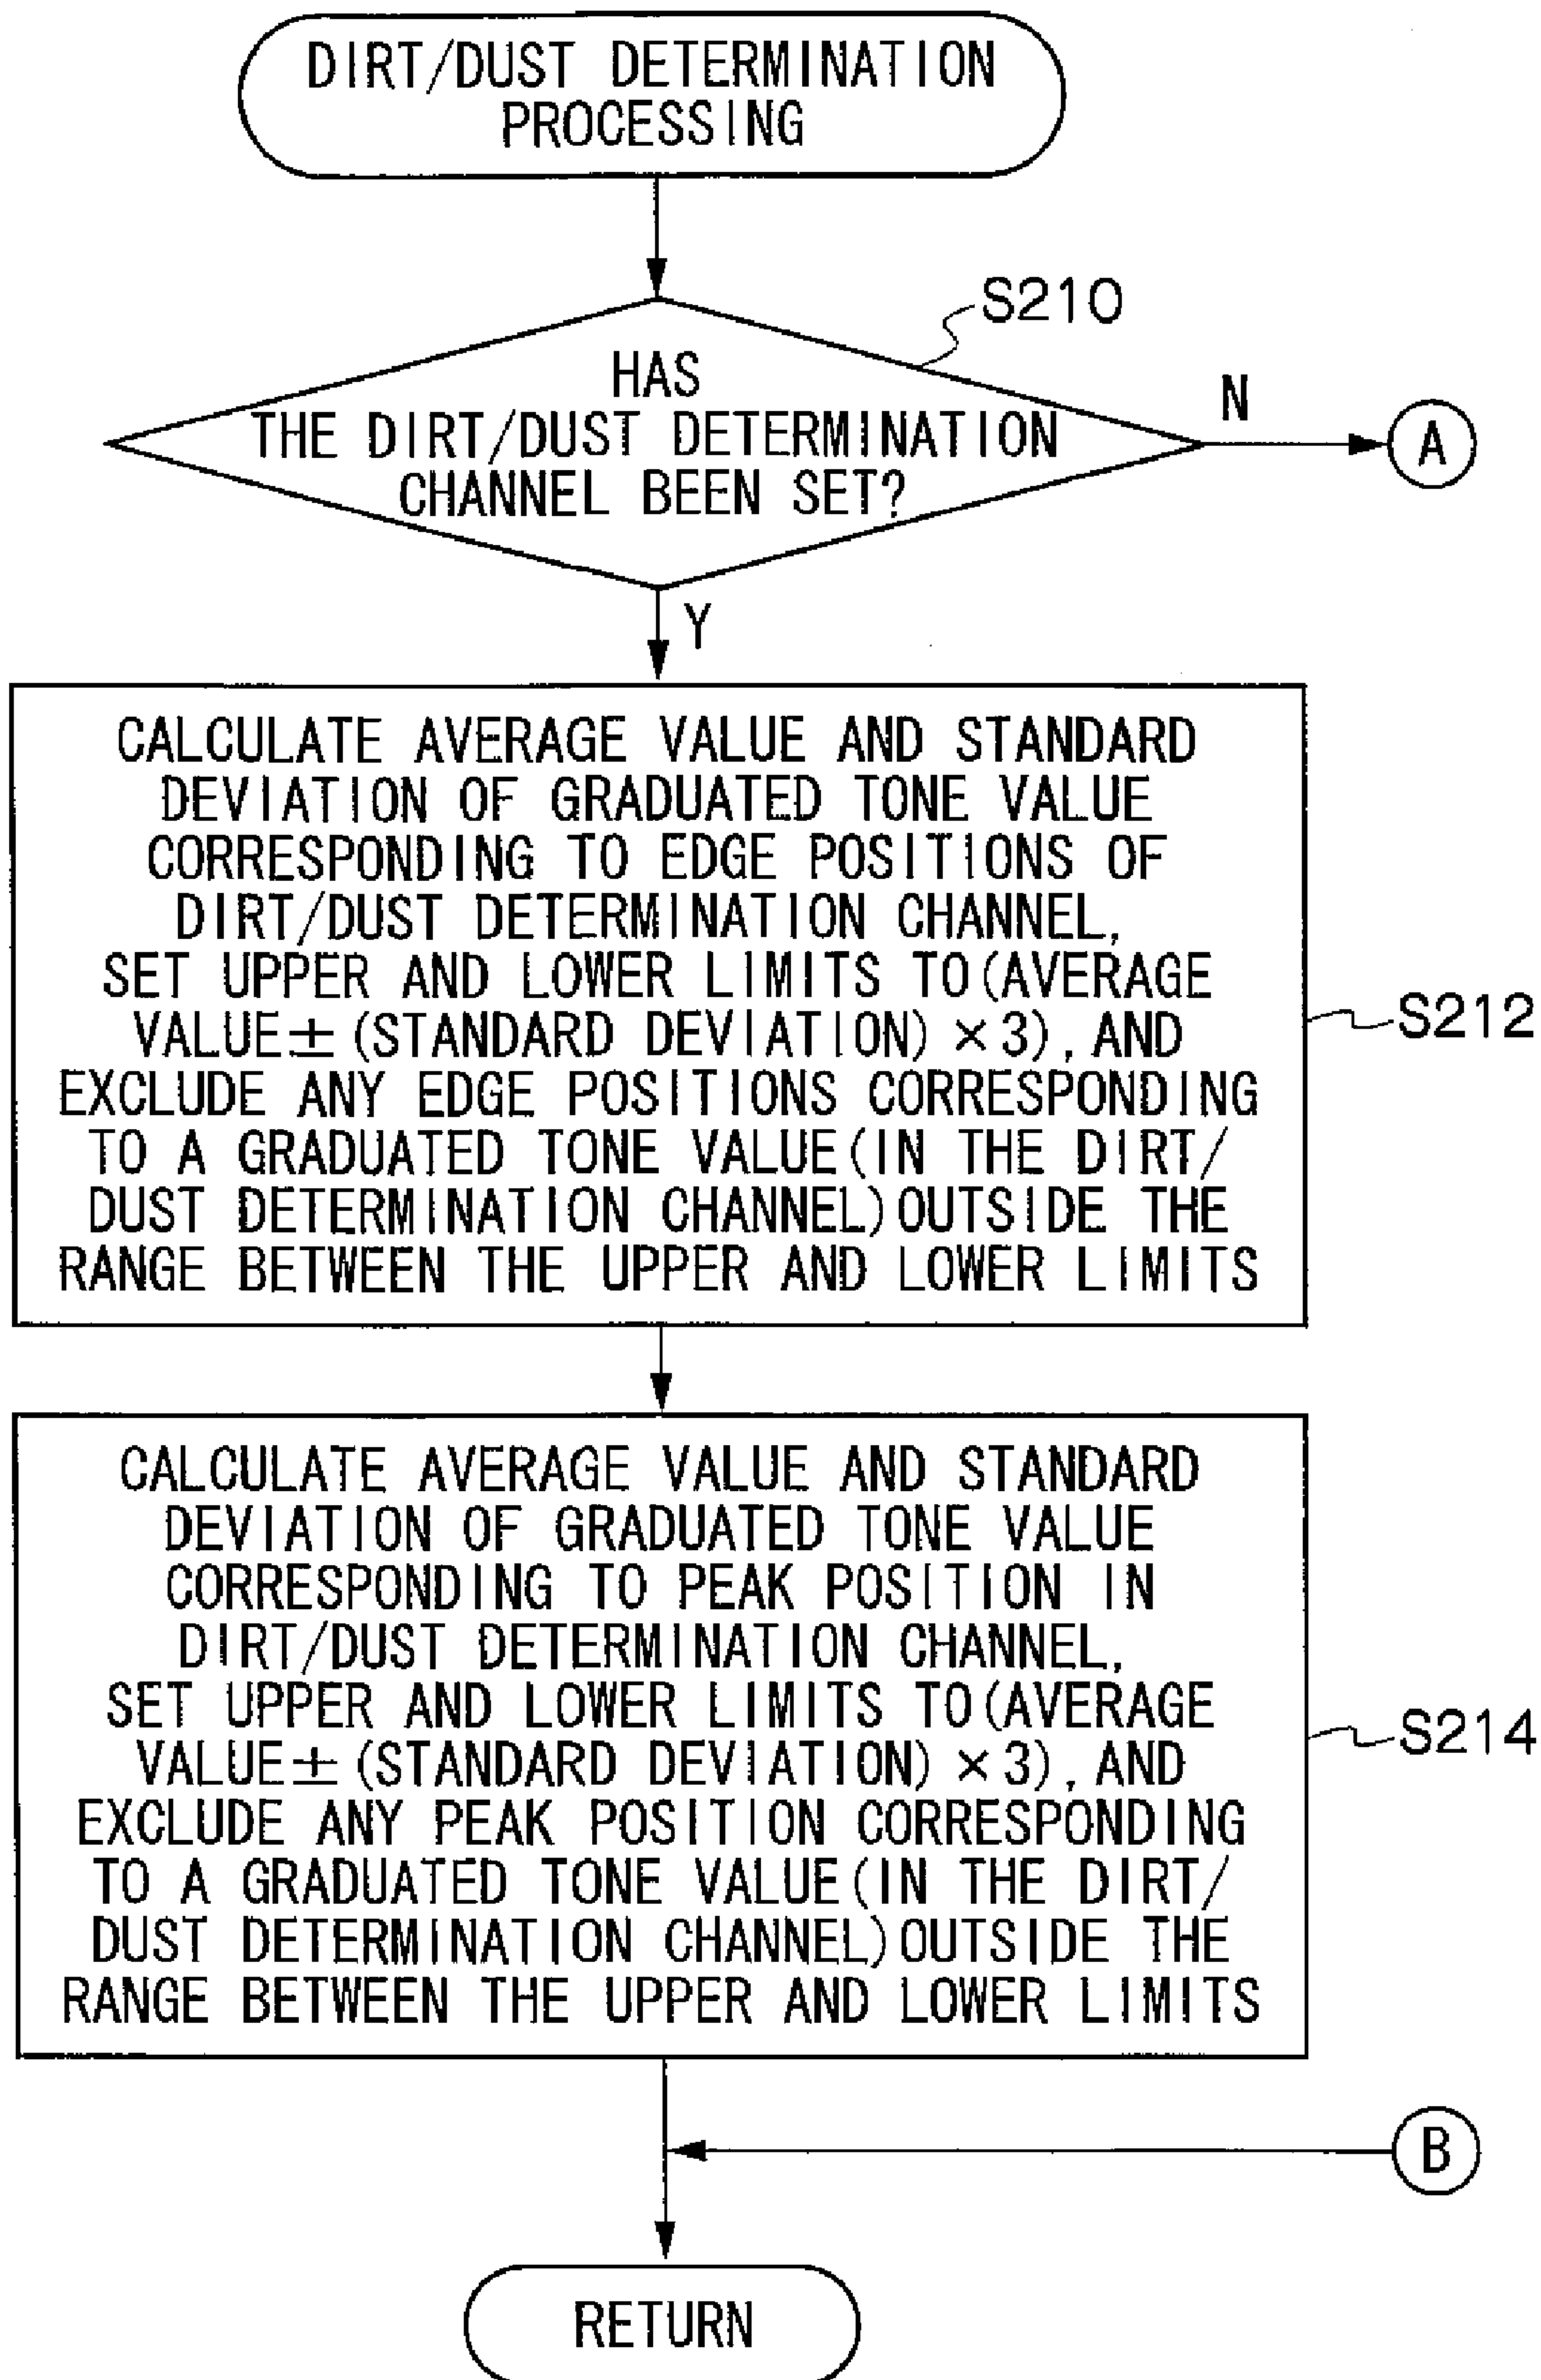 DIRT/DUST DETERMINATION
PROCESSING
S210
HAS
THE DIRT/DUST DETERMINATION
CHANNEL BEEN SET?
N
A
Y
CALCULATE AVERAGE VALUE AND STANDARD
DEVIATION OF GRADUATED TONE VALUE
CORRESPONDING TO EDGE POSITIONS OF
DIRT/DUST DETERMINATION CHANNEL,
SET UPPER AND LOWER LIMITS TO(AVERAGE
VALUE±(STANDARD DEVIATION)×3), AND
EXCLUDE ANY EDGE POSITIONS CORRESPONDING
TO A GRADUATED TONE VALUE(IN THE DIRT/
DUST DETERMINATION CHANNEL)OUTSIDE THE
RANGE BETWEEN THE UPPER AND LOWER LIMITS
S212
CALCULATE AVERAGE VALUE AND STANDARD
DEVIATION OF GRADUATED TONE VALUE
CORRESPONDING TO PEAK POSITION IN
DIRT/DUST DETERMINATION CHANNEL,
SET UPPER AND LOWER LIMITS TO(AVERAGE
VALUE±(STANDARD DEVIATION)×3), AND
EXCLUDE ANY PEAK POSITION CORRESPONDING
TO A GRADUATED TONE VALUE(IN THE DIRT/
DUST DETERMINATION CHANNEL)OUTSIDE THE
RANGE BETWEEN THE UPPER AND LOWER LIMITS
S214
B
RETURN